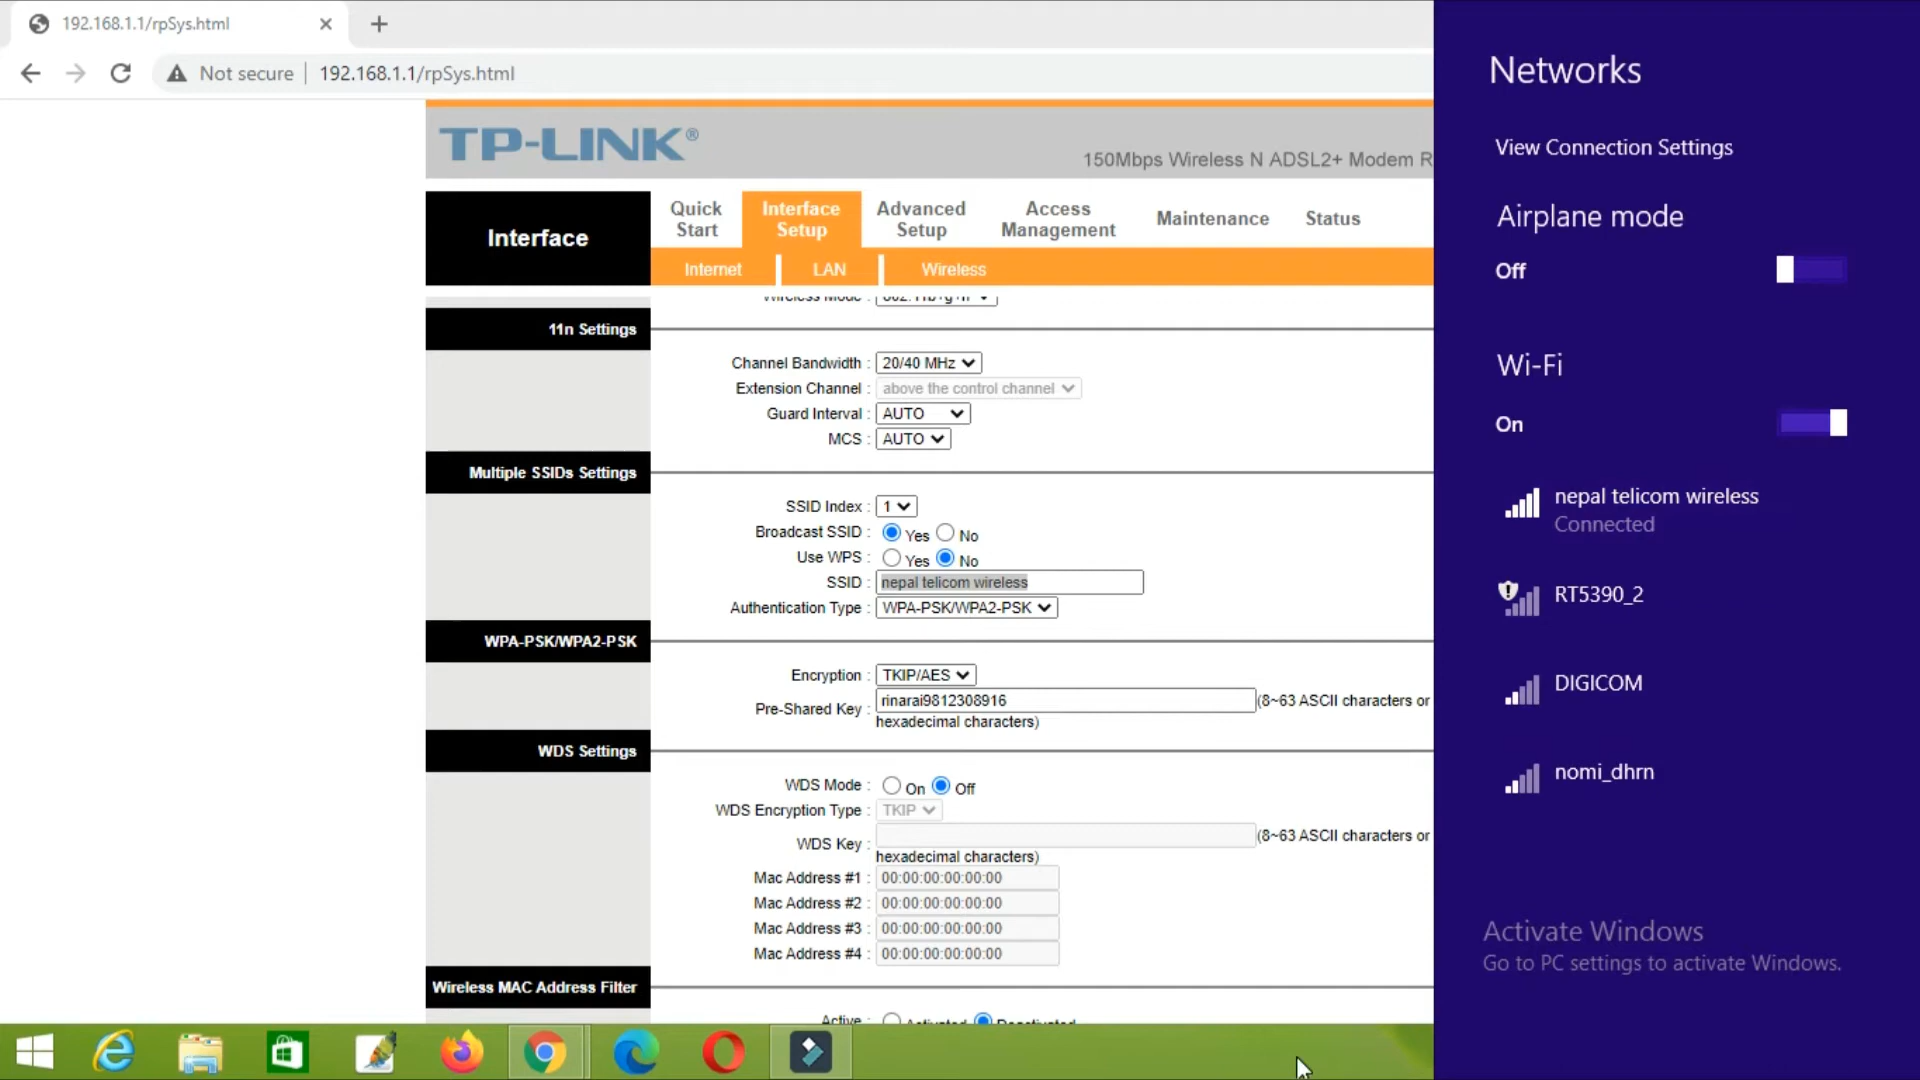 192.168.1.1/rpSys.html
Not secure
192.168.1.1/rpSys.html
TP-LINK®
150Mbps Wireless N ADSL2+ Modem R
Interface
Quick Start
Interface Setup
Advanced Setup
Access Management
Maintenance
Status
Internet
LAN
Wireless
Wireless Mode : 802.11b+g+n
11n Settings
Channel Bandwidth : 20/40 MHz
Extension Channel : above the control channel
Guard Interval : AUTO
MCS : AUTO
Multiple SSIDs Settings
SSID Index : 1
Broadcast SSID : Yes No
Use WPS : Yes No
SSID : nepal telicom wireless
Authentication Type : WPA-PSK/WPA2-PSK
WPA-PSK/WPA2-PSK
Encryption : TKIP/AES
Pre-Shared Key : rinarai9812308916 (8~63 ASCII characters or
hexadecimal characters)
WDS Settings
WDS Mode : On Off
WDS Encryption Type : TKIP
WDS Key : (8~63 ASCII characters or
hexadecimal characters)
Mac Address #1 : 00:00:00:00:00:00
Mac Address #2 : 00:00:00:00:00:00
Mac Address #3 : 00:00:00:00:00:00
Mac Address #4 : 00:00:00:00:00:00
Wireless MAC Address Filter
Active : Activated Deactivated
Networks
View Connection Settings
Airplane mode
Off
Wi-Fi
On
nepal telicom wireless
Connected
RT5390_2
DIGICOM
nomi_dhrn
Activate Windows
Go to PC settings to activate Windows.